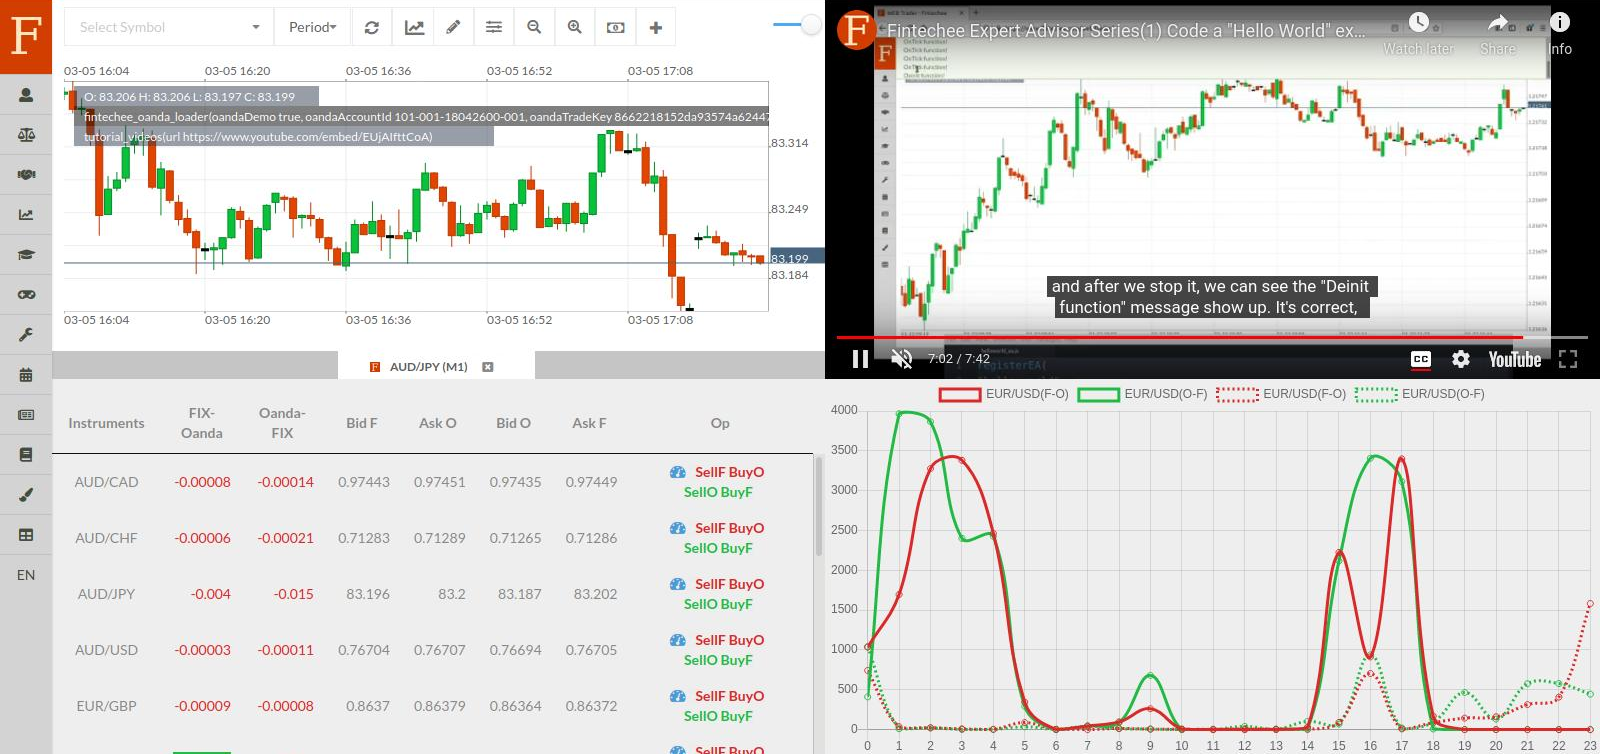 F
Select Symbol
Period
03-05 16:04 03-05 16:20 03-05 16:36 03-05 16:52 03-05 17:08
O: 83.206 H: 83.206 L: 83.197 C: 83.199
fintechee_oanda_loader(oandaDemo true, oandaAccountId 101-001-18042600-001, oandaTradeKey 8662218152da93574a62447
tutorial_videos(url https://www.youtube.com/embed/EUjAIfttCoA)
83.314
83.249
83.199
83.184
03-05 16:04 03-05 16:20 03-05 16:36 03-05 16:52 03-05 17:08
F AUD/JPY (M1)
EN
F
Fintechee Expert Advisor Series(1) Code a "Hello World" ex...
Watch later Share Info
OnTick function!
OnTick function!
OnTick function!
OnTick function!
Deinit function!
and after we stop it, we can see the "Deinit
function" message show up. It's correct,
registerEA(
7:02 / 7:42
CC
YouTube
Instruments FIX-Oanda Oanda-FIX Bid F Ask O Bid O Ask F Op
AUD/CAD -0.00008 -0.00014 0.97443 0.97451 0.97435 0.97449 SellF BuyO
SellO BuyF
AUD/CHF -0.00006 -0.00021 0.71283 0.71289 0.71265 0.71286 SellF BuyO
SellO BuyF
AUD/JPY -0.004 -0.015 83.196 83.2 83.187 83.202 SellF BuyO
SellO BuyF
AUD/USD -0.00003 -0.00011 0.76704 0.76707 0.76694 0.76705 SellF BuyO
SellO BuyF
EUR/GBP -0.00009 -0.00008 0.8637 0.86379 0.86364 0.86372 SellF BuyO
SellO BuyF
SellF BuyO
EUR/USD(F-O) EUR/USD(O-F) EUR/USD(F-O) EUR/USD(O-F)
4000
3500
3000
2500
2000
1500
1000
500
0
0 1 2 3 4 5 6 7 8 9 10 11 12 13 14 15 16 17 18 19 20 21 22 23